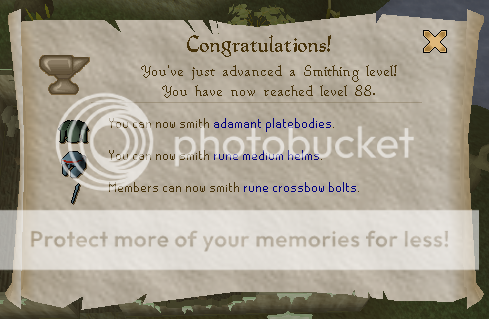 Congratulations!
You've just advanced a Smithing level!
You have now reached level 88.
You can now smith adamant platebodies.
photobucket
You can now smith rune medium helms.
Members can now smith rune crossbow bolts.
Protect more of your memories for less!